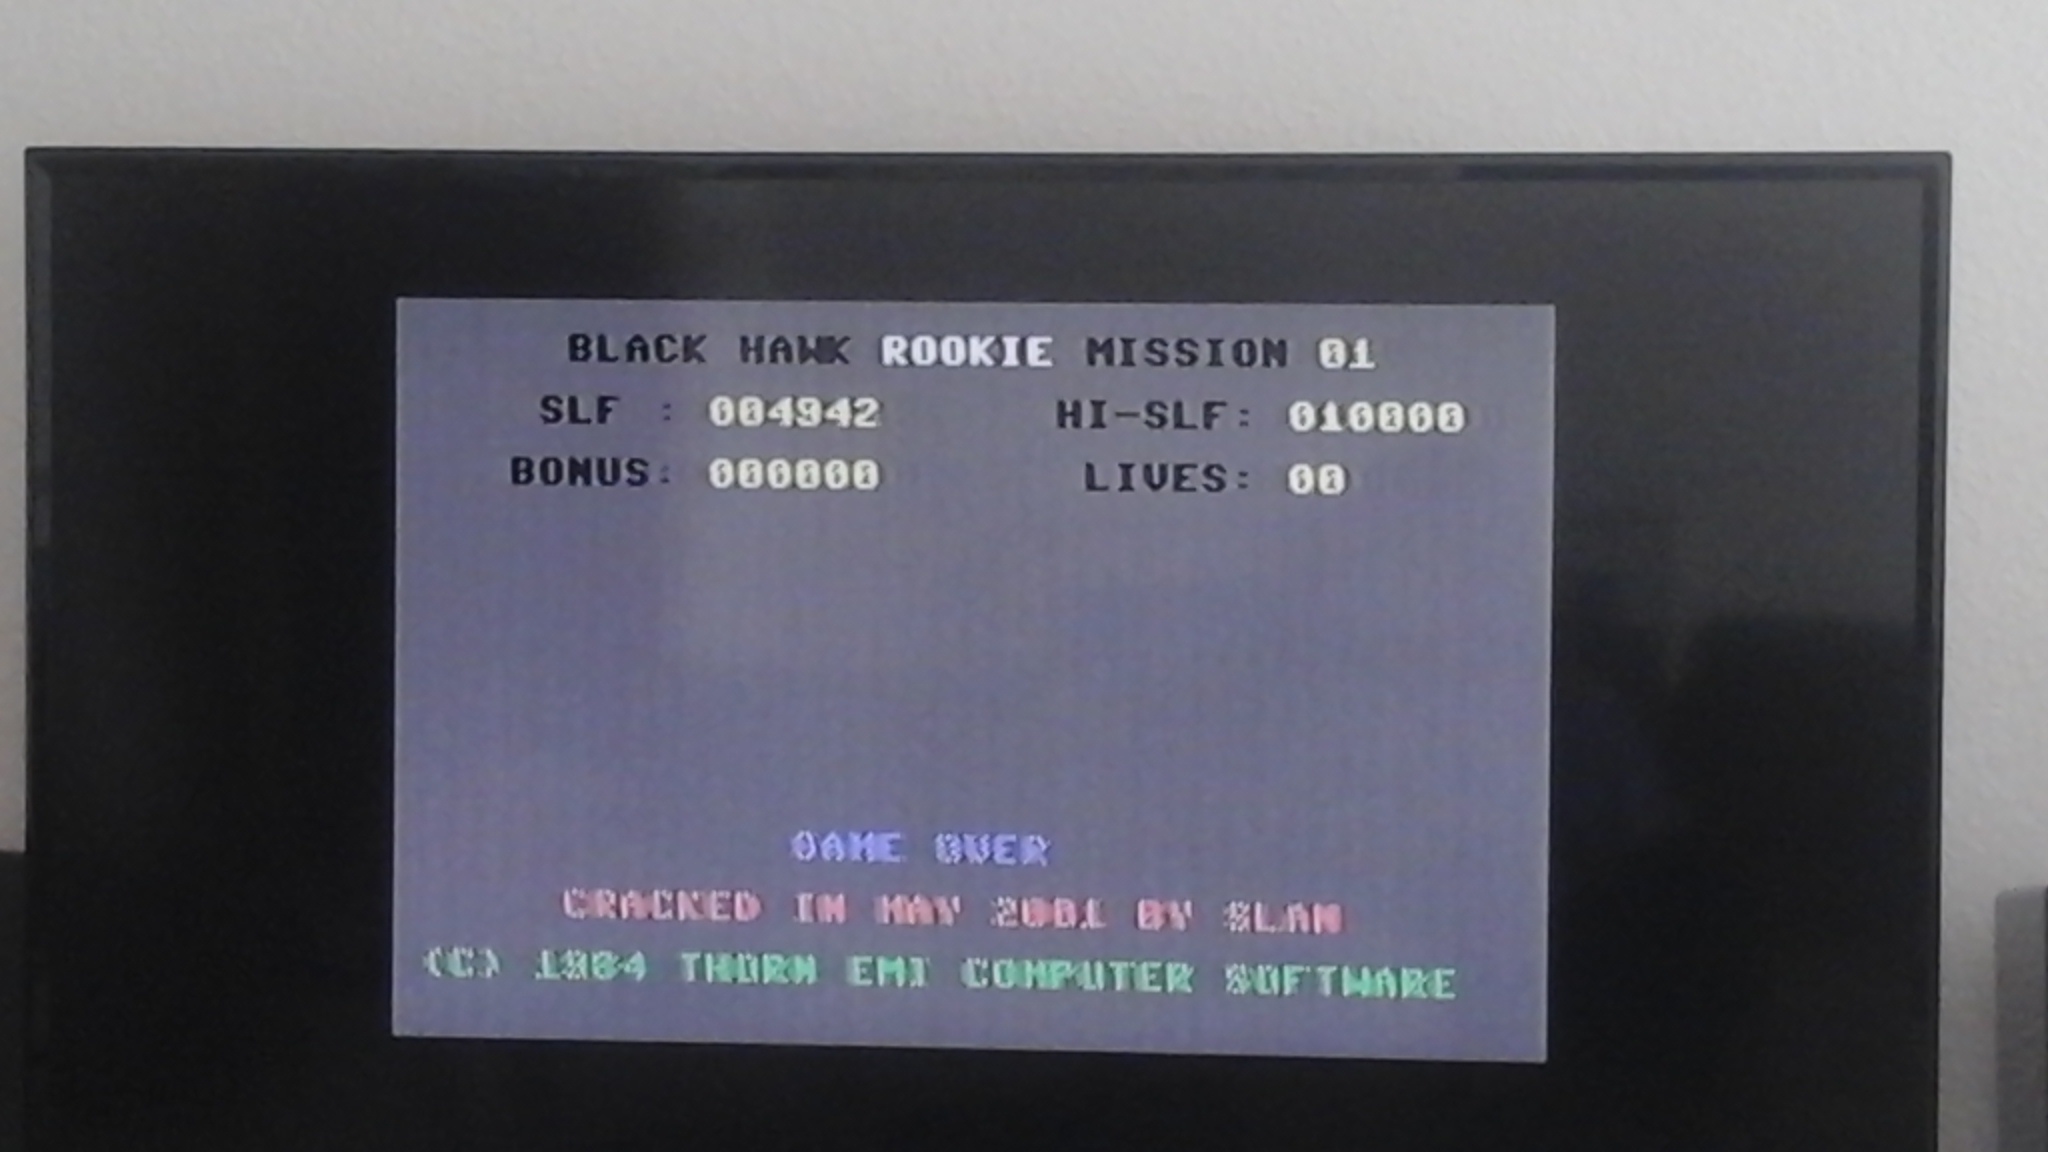 BLACK HAWK ROOKIE MISSION 01
SLF : 004942 HI-SLF: 010000
BONUS: 000000 LIVES: 00
GAME OVER
CRACKED IN MAY 2001 BY SLAM
(C) 1984 THORN EMI COMPUTER SOFTWARE